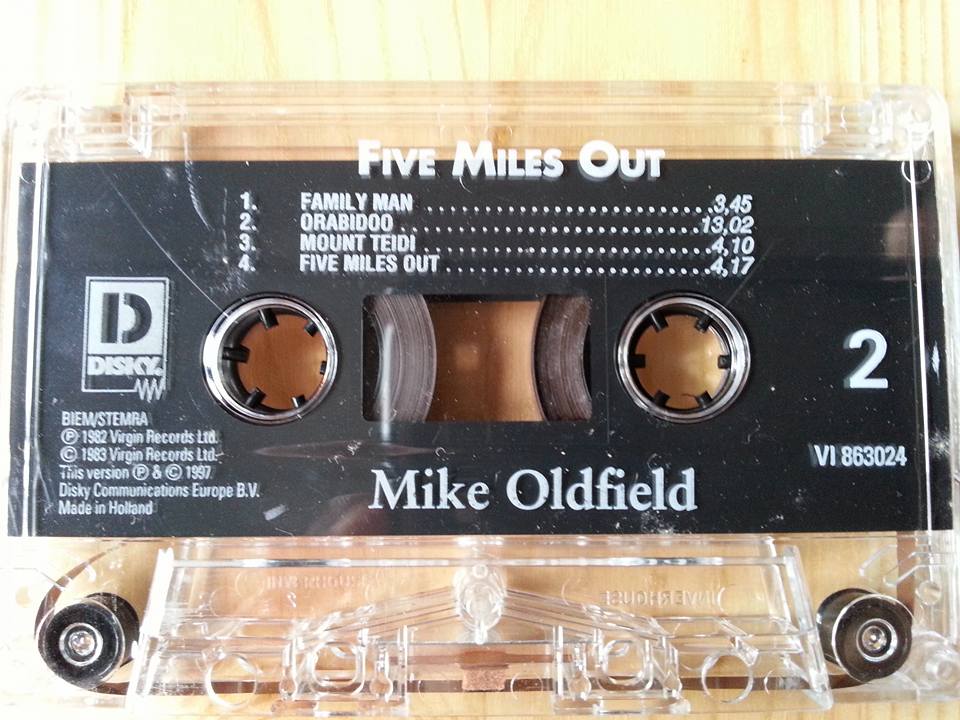 FIVE MILES OUT
1. FAMILY MAN ........................ 3,45
2. ORABIDOO ........................ 13,02
3. MOUNT TEIDI ........................ 4,10
4. FIVE MILES OUT ........................ 4,17
D
DISKY
2
BIEM/STEMRA
Ⓟ 1982 Virgin Records Ltd.
© 1983 Virgin Records Ltd.
This version Ⓟ & © 1997
Disky Communications Europe B.V.
Made in Holland
VI 863024
Mike Oldfield